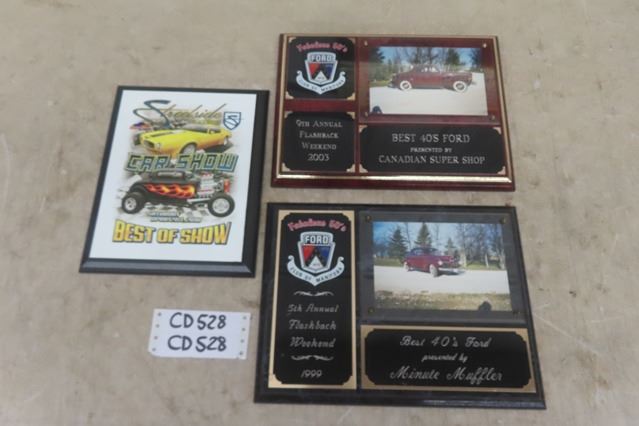 Streetside
CAR SHOW
BEST OF SHOW
Fabulous 50's
FORD
CLUB OF MANITOBA
9TH ANNUAL
FLASHBACK
WEEKEND
2003
BEST 40'S FORD
PRESENTED BY
CANADIAN SUPER SHOP
Fabulous 50's
FORD
CLUB OF MANITOBA
5th Annual
Flashback
Weekend
1999
Best 40's Ford
presented by
Minute Muffler
CD528
CD528